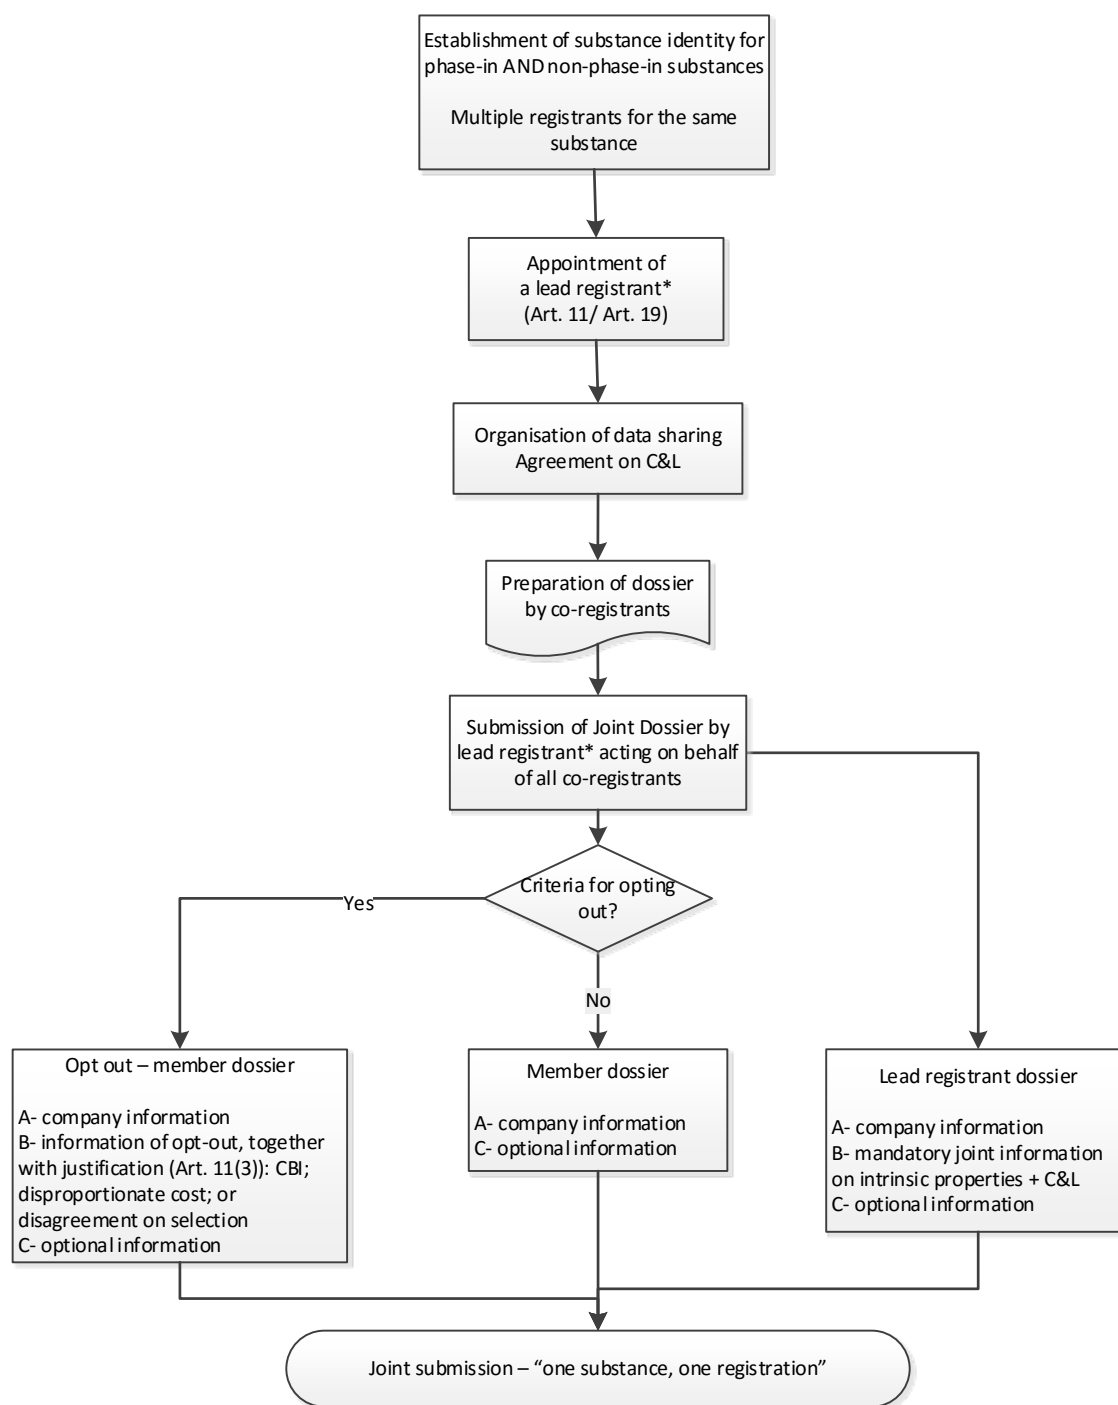 Establishment of substance identity for
phase-in AND non-phase-in substances
Multiple registrants for the same
substance
Appointment of
a lead registrant*
(Art. 11/ Art. 19)
Organisation of data sharing
Agreement on C&L
Preparation of dossier
by co-registrants
Submission of Joint Dossier by
lead registrant* acting on behalf
of all co-registrants
Criteria for opting
out?
Yes
No
Opt out – member dossier
A- company information
B- information of opt-out, together
with justification (Art. 11(3)): CBI;
disproportionate cost; or
disagreement on selection
C- optional information
Member dossier
A- company information
C- optional information
Lead registrant dossier
A- company information
B- mandatory joint information
on intrinsic properties + C&L
C- optional information
Joint submission – “one substance, one registration”